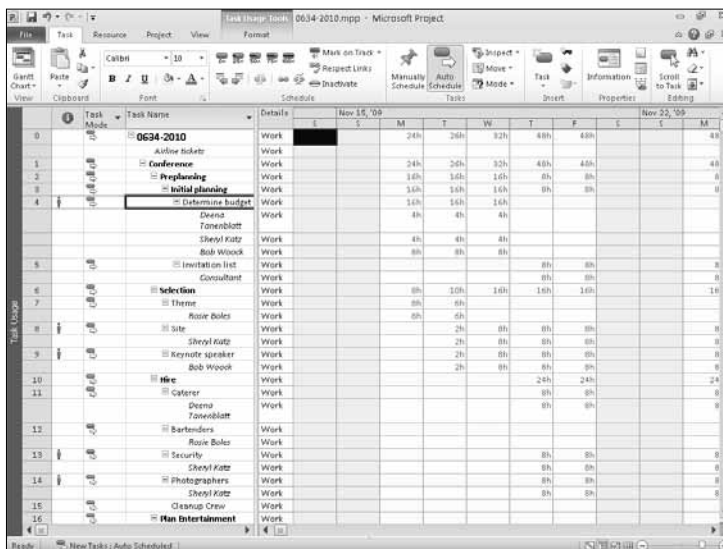 Task Usage Tools 0634-2010.mpp - Microsoft Project
File Task Resource Project View Format
Calibri 10 Mark on Track Inspect
Respect Links Move
Inactivate Mode
Gantt Chart Paste B I U Manually Schedule Auto Schedule Task Information Scroll to Task
View Clipboard Font Schedule Tasks Insert Properties Editing
Task Mode Task Name Details Nov 15, '09 Nov 22, '09
S S M T W T F S S M
0 0634-2010 Work 24h 26h 32h 48h 48h 48
Airline tickets Work
1 Conference Work 24h 26h 32h 48h 48h 48
2 Preplanning Work 16h 16h 16h 8h 8h 8
3 Initial planning Work 16h 16h 16h 8h 8h 8
4 Determine budget Work 16h 16h 16h
Deena Tanenblatt Work 4h 4h 4h
Sheryl Katz Work 4h 4h 4h
Bob Woock Work 8h 8h 8h
5 Invitation list Work 8h 8h 8
Consultant Work 8h 8h 8
6 Selection Work 8h 10h 16h 16h 16h 16
7 Theme Work 8h 6h
Rosie Boles Work 8h 6h
8 Site Work 2h 8h 8h 8h 8
Sheryl Katz Work 2h 8h 8h 8h 8
9 Keynote speaker Work 2h 8h 8h 8h 8
Bob Woock Work 2h 8h 8h 8h 8
10 Hire Work 24h 24h 24
11 Caterer Work 8h 8h 8
Deena Tanenblatt Work 8h 8h 8
12 Bartenders Work
Rosie Boles Work
13 Security Work 8h 8h 8
Sheryl Katz Work 8h 8h 8
14 Photographers Work 8h 8h 8
Sheryl Katz Work 8h 8h 8
15 Cleanup Crew Work
16 Plan Entertainment Work
Task Usage
Ready New Tasks : Auto Scheduled